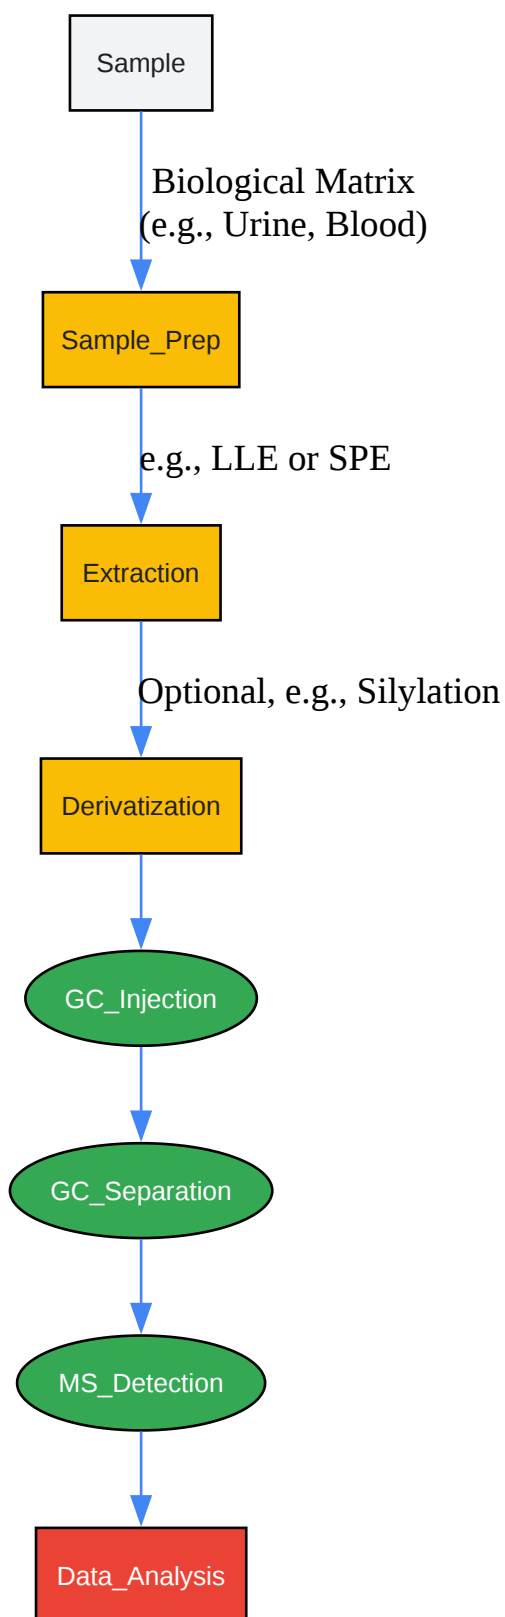 Sample
Biological Matrix
(e.g., Urine, Blood)
Sample_Prep
e.g., LLE or SPE
Extraction
Optional, e.g., Silylation
Derivatization
GC_Injection
GC_Separation
MS_Detection
Data_Analysis